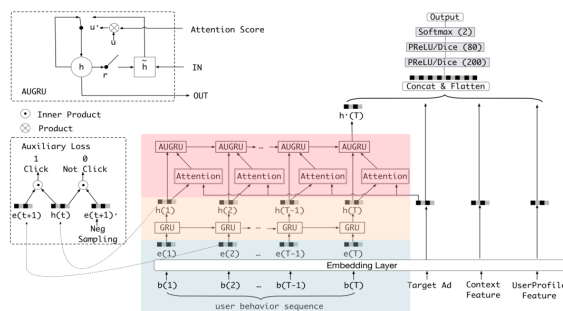 Output
Softmax (2)
PReLU/Dice (80)
PReLU/Dice (200)
Concat & Flatten
u'
u
Attention Score
h
r
h̃
IN
OUT
AUGRU
Inner Product
Product
h'(T)
AUGRU AUGRU … AUGRU AUGRU
Attention Attention Attention Attention
Auxiliary Loss
1 0
Click Not Click
e(t+1) h(t) e(t+1)'
Neg
Sampling
h(1) h(2) h(T-1) h(T)
GRU GRU … GRU GRU
e(1) e(2) … e(T-1) e(T)
Embedding Layer
b(1) b(2) … b(T-1) b(T)
user behavior sequence
Target Ad
Context
Feature
UserProfile
Feature